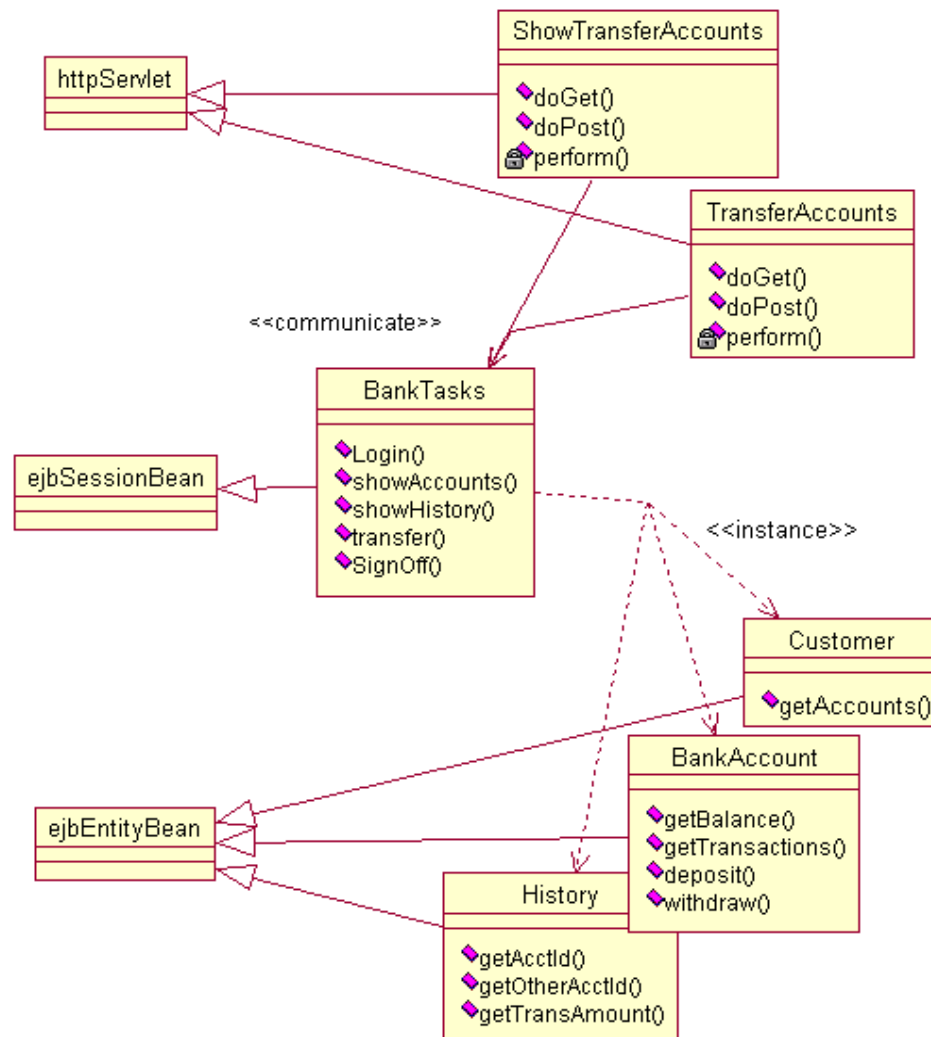 ShowTransferAccounts
doGet()
doPost()
perform()
httpServlet
TransferAccounts
doGet()
doPost()
perform()
<<communicate>>
BankTasks
Login()
showAccounts()
showHistory()
transfer()
SignOff()
ejbSessionBean
<<instance>>
Customer
getAccounts()
BankAccount
getBalance()
getTransactions()
deposit()
withdraw()
ejbEntityBean
History
getAcctId()
getOtherAcctId()
getTransAmount()